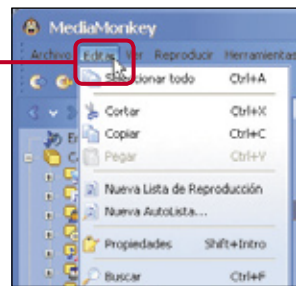 MediaMonkey
Archivo Editar Ver Reproducir Herramientas
Seleccionar todo Ctrl+A
Cortar Ctrl+X
Copiar Ctrl+C
Pegar Ctrl+V
Nueva Lista de Reproducción
Nueva AutoLista...
Propiedades Shift+Intro
Buscar Ctrl+F